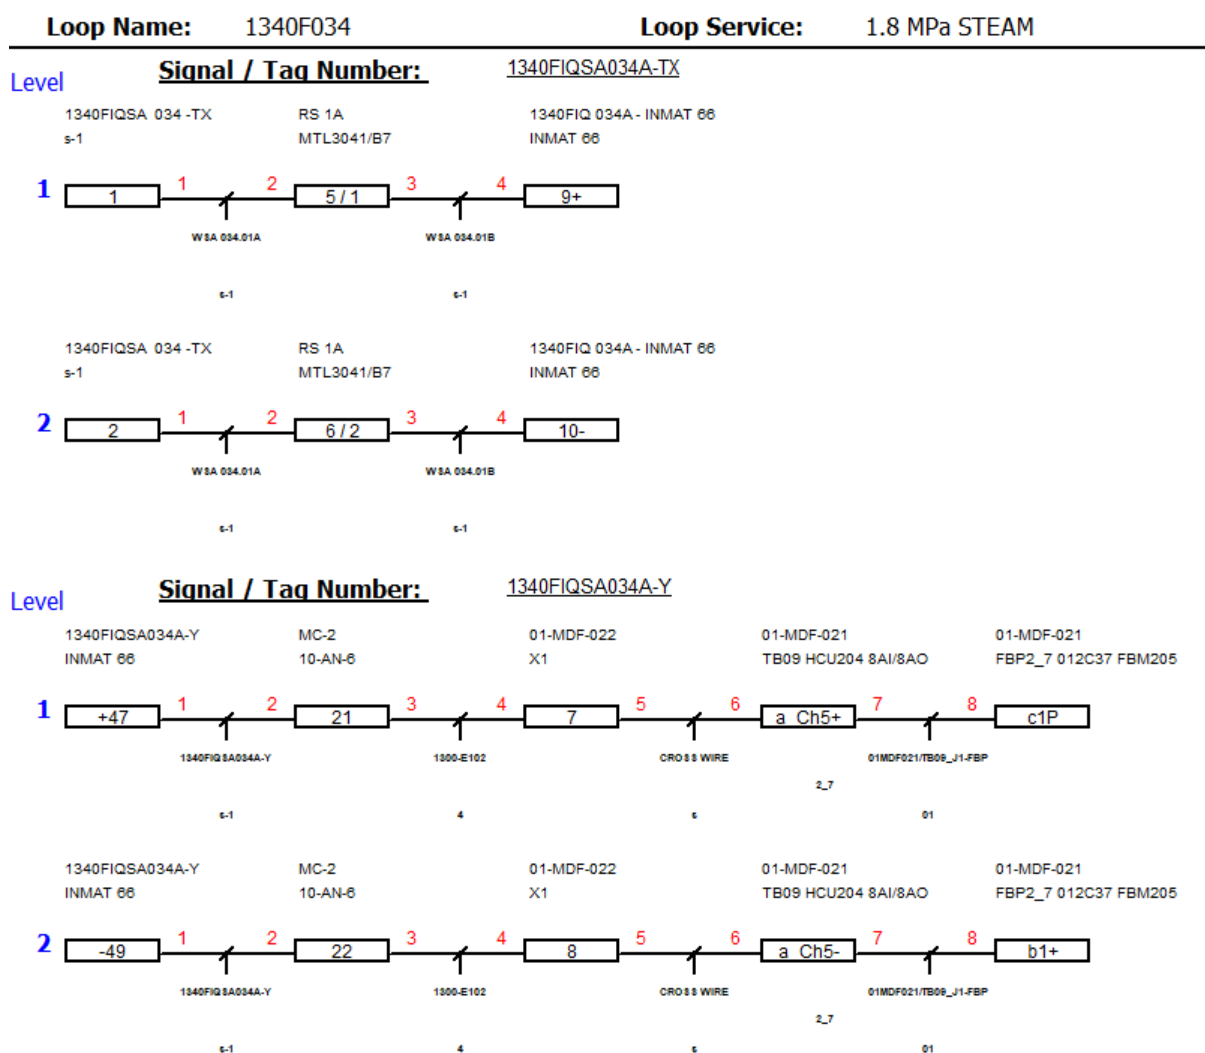 Loop Name: 1340F034 Loop Service: 1.8 MPa STEAM
Level Signal / Tag Number: 1340FIQSA034A-TX
1340FIQSA 034 -TX RS 1A 1340FIQ 034A - INMAT 66
s-1 MTL3041/B7 INMAT 66
1 1 1 2 5 / 1 3 4 9+
WSA 034.01A WSA 034.01B
s-1 s-1
1340FIQSA 034 -TX RS 1A 1340FIQ 034A - INMAT 66
s-1 MTL3041/B7 INMAT 66
2 2 1 2 6 / 2 3 4 10-
WSA 034.01A WSA 034.01B
s-1 s-1
Level Signal / Tag Number: 1340FIQSA034A-Y
1340FIQSA034A-Y MC-2 01-MDF-022 01-MDF-021 01-MDF-021
INMAT 66 10-AN-6 X1 TB09 HCU204 8AI/8AO FBP2_7 012C37 FBM205
1 +47 1 2 21 3 4 7 5 6 a Ch5+ 7 8 c1P
1340FIQSA034A-Y 1300-E102 CROSS WIRE 01MDF021/TB09_J1-FBP
2_7
s-1 4 s 01
1340FIQSA034A-Y MC-2 01-MDF-022 01-MDF-021 01-MDF-021
INMAT 66 10-AN-6 X1 TB09 HCU204 8AI/8AO FBP2_7 012C37 FBM205
2 -49 1 2 22 3 4 8 5 6 a Ch5- 7 8 b1+
1340FIQSA034A-Y 1300-E102 CROSS WIRE 01MDF021/TB09_J1-FBP
2_7
s-1 4 s 01